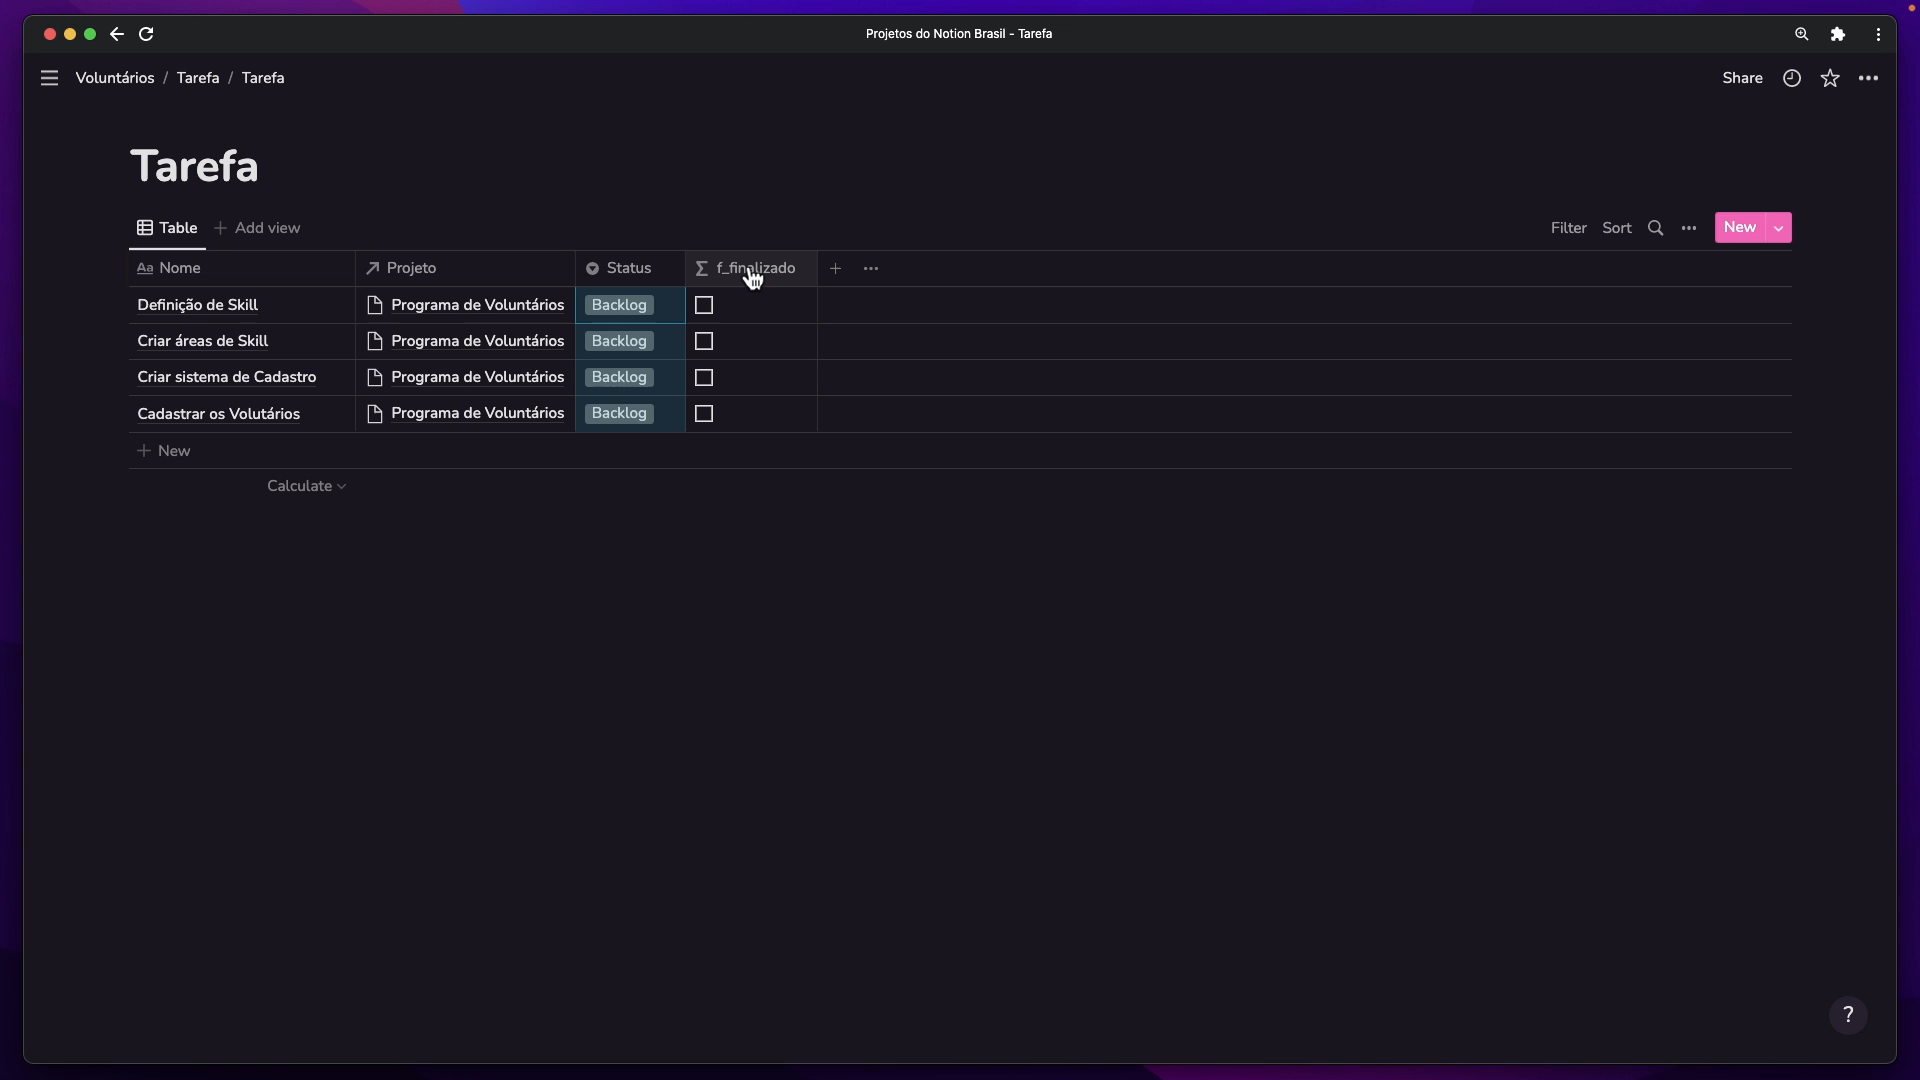 Projetos do Notion Brasil - Tarefa
Voluntários / Tarefa / Tarefa
Share
Tarefa
Table + Add view
Filter Sort New
Aa Nome Projeto Status Σ f_finalizado +
Definição de Skill Programa de Voluntários Backlog
Criar áreas de Skill Programa de Voluntários Backlog
Criar sistema de Cadastro Programa de Voluntários Backlog
Cadastrar os Volutários Programa de Voluntários Backlog
+ New
Calculate
?